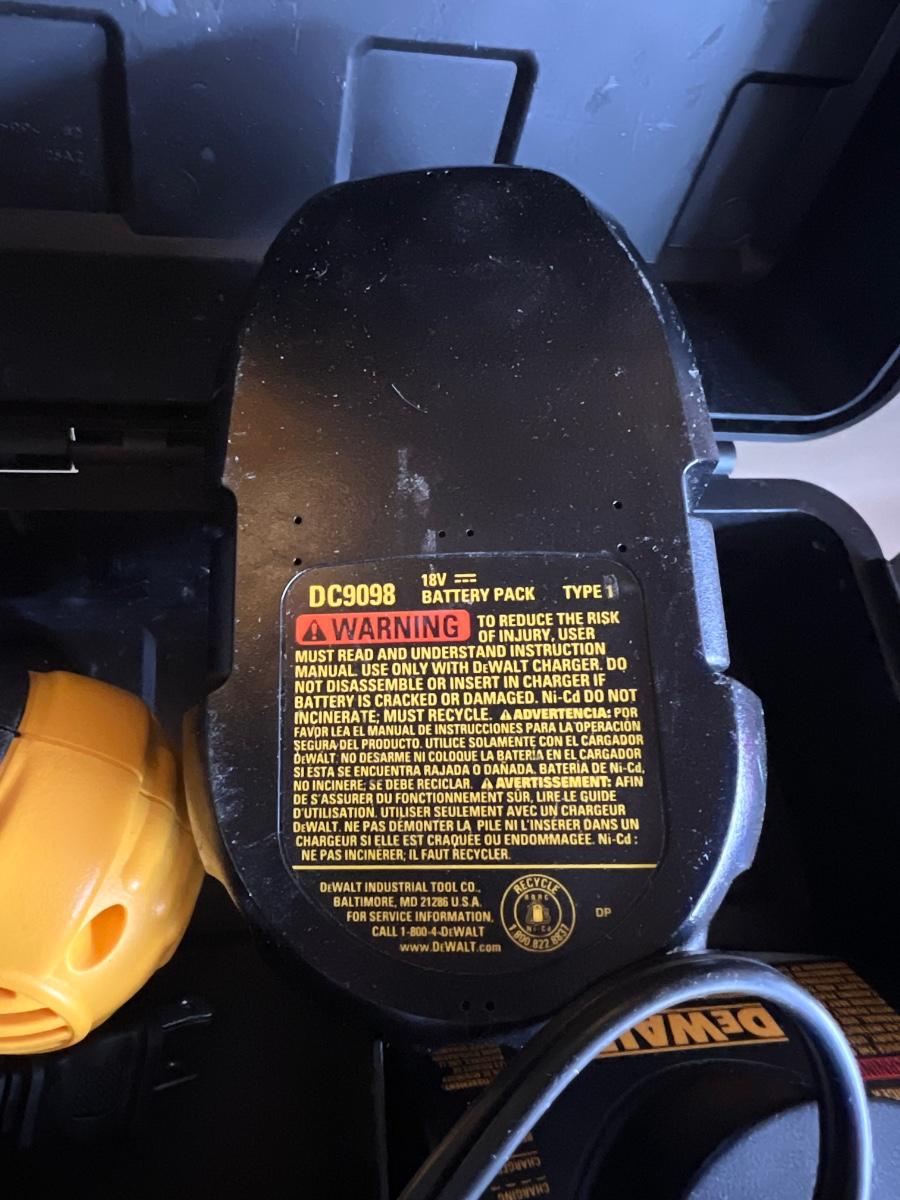 DC9098
18V
BATTERY PACK
TYPE 1
WARNING
TO REDUCE THE RISK
OF INJURY, USER
MUST READ AND UNDERSTAND INSTRUCTION
MANUAL. USE ONLY WITH DEWALT CHARGER. DO
NOT DISASSEMBLE OR INSERT IN CHARGER IF
BATTERY IS CRACKED OR DAMAGED. Ni-Cd DO NOT
INCINERATE; MUST RECYCLE. ADVERTENCIA: POR
FAVOR LEA EL MANUAL DE INSTRUCCIONES PARA LA OPERACIÓN
SEGURA DEL PRODUCTO. UTILICE SOLAMENTE CON EL CARGADOR
DEWALT. NO DESARME NI COLOQUE LA BATERÍA EN EL CARGADOR
SI ESTA SE ENCUENTRA RAJADA O DAÑADA. BATERÍA DE Ni-Cd,
NO INCINERE; SE DEBE RECICLAR. AVERTISSEMENT: AFIN
DE S'ASSURER DU FONCTIONNEMENT SÛR, LIRE LE GUIDE
D'UTILISATION. UTILISER SEULEMENT AVEC UN CHARGEUR
DEWALT. NE PAS DÉMONTER LA PILE NI L'INSÉRER DANS UN
CHARGEUR SI ELLE EST CRAQUÉE OU ENDOMMAGÉE. Ni-Cd :
NE PAS INCINERER; IL FAUT RECYCLER.
DEWALT INDUSTRIAL TOOL CO.,
BALTIMORE, MD 21286 U.S.A.
FOR SERVICE INFORMATION,
CALL 1-800-4-DEWALT
www.DEWALT.com
RECYCLE
RBRC
Ni-Cd
1 800 822 8837
DP
DEWALT
CHARGING